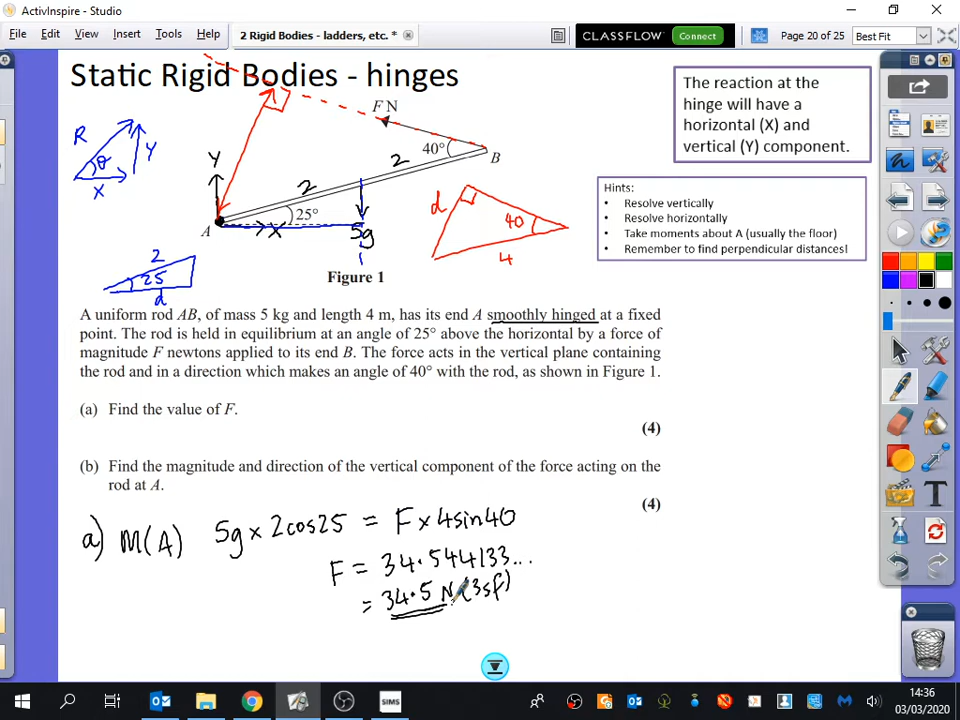 ActivInspire - Studio
File Edit View Insert Tools Help
2 Rigid Bodies - ladders, etc. *
CLASSFLOW Connect
Page 20 of 25
Best Fit
Static Rigid Bodies - hinges
The reaction at the
hinge will have a
horizontal (X) and
vertical (Y) component.
Hints:
• Resolve vertically
• Resolve horizontally
• Take moments about A (usually the floor)
• Remember to find perpendicular distances!
R
θ
Y
X
F N
40°
B
2
2
Y
25°
A
X
5g
d
40
4
2
25
d
Figure 1
A uniform rod AB, of mass 5 kg and length 4 m, has its end A smoothly hinged at a fixed
point. The rod is held in equilibrium at an angle of 25° above the horizontal by a force of
magnitude F newtons applied to its end B. The force acts in the vertical plane containing
the rod and in a direction which makes an angle of 40° with the rod, as shown in Figure 1.
(a) Find the value of F.
(4)
(b) Find the magnitude and direction of the vertical component of the force acting on the
rod at A.
(4)
a) M(A) 5g × 2cos25 = F × 4sin40
F = 34.544133...
= 34.5 N (3sf)
T
SIMS
14:36
03/03/2020